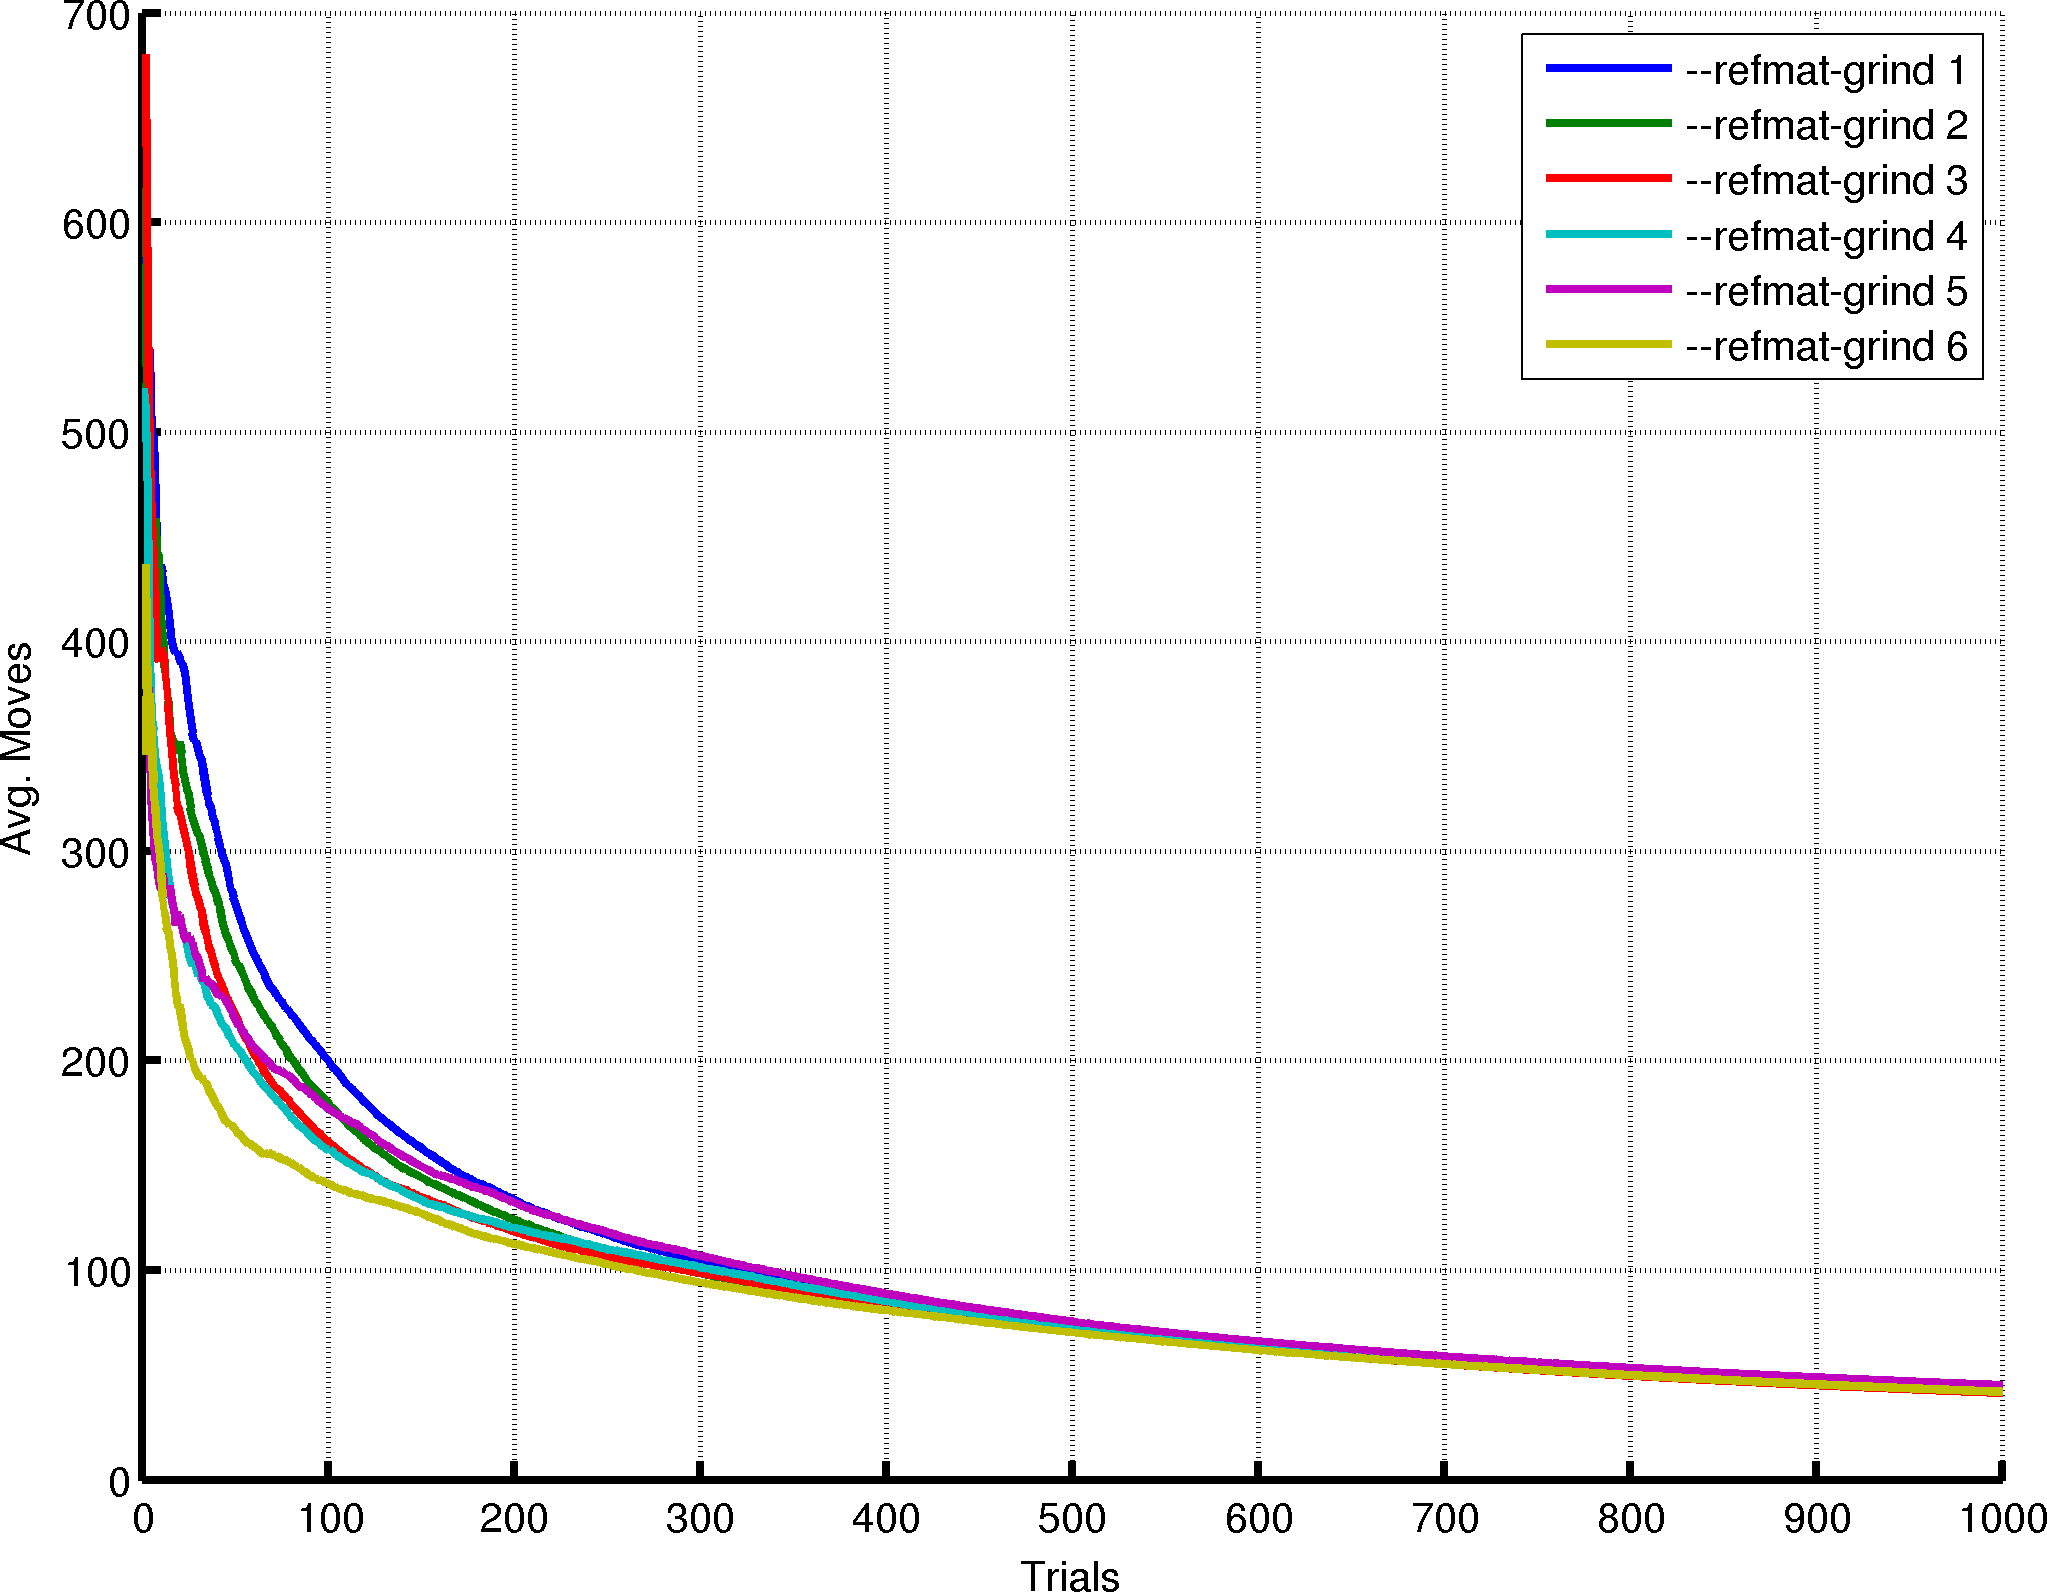 700
600
500
400
300
200
100
0
Avg. Moves
--refmat-grind 1
--refmat-grind 2
--refmat-grind 3
--refmat-grind 4
--refmat-grind 5
--refmat-grind 6
0 100 200 300 400 500 600 700 800 900 1000
Trials